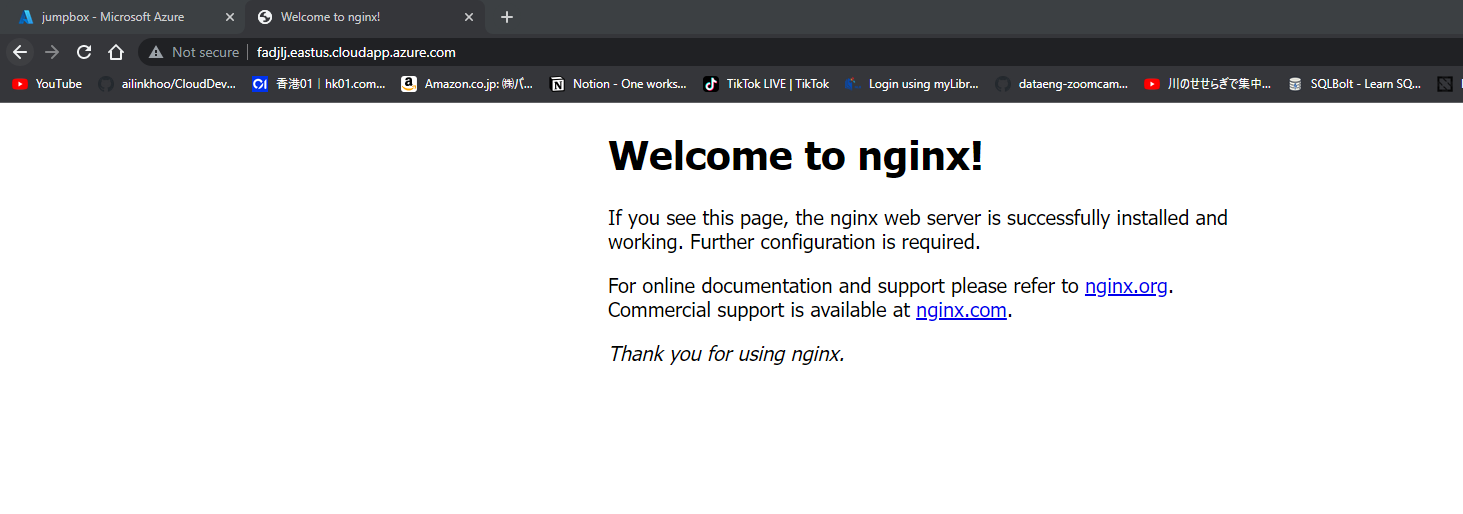 jumpbox - Microsoft Azure
Welcome to nginx!
Not secure fadjlj.eastus.cloudapp.azure.com
YouTube ailinkhoo/CloudDev... 香港01｜hk01.com... Amazon.co.jp: ㈱バ... Notion - One works... TikTok LIVE | TikTok Login using myLibr... dataeng-zoomcam... 川のせせらぎで集中... SQLBolt - Learn SQ...
Welcome to nginx!
If you see this page, the nginx web server is successfully installed and
working. Further configuration is required.
For online documentation and support please refer to nginx.org.
Commercial support is available at nginx.com.
Thank you for using nginx.